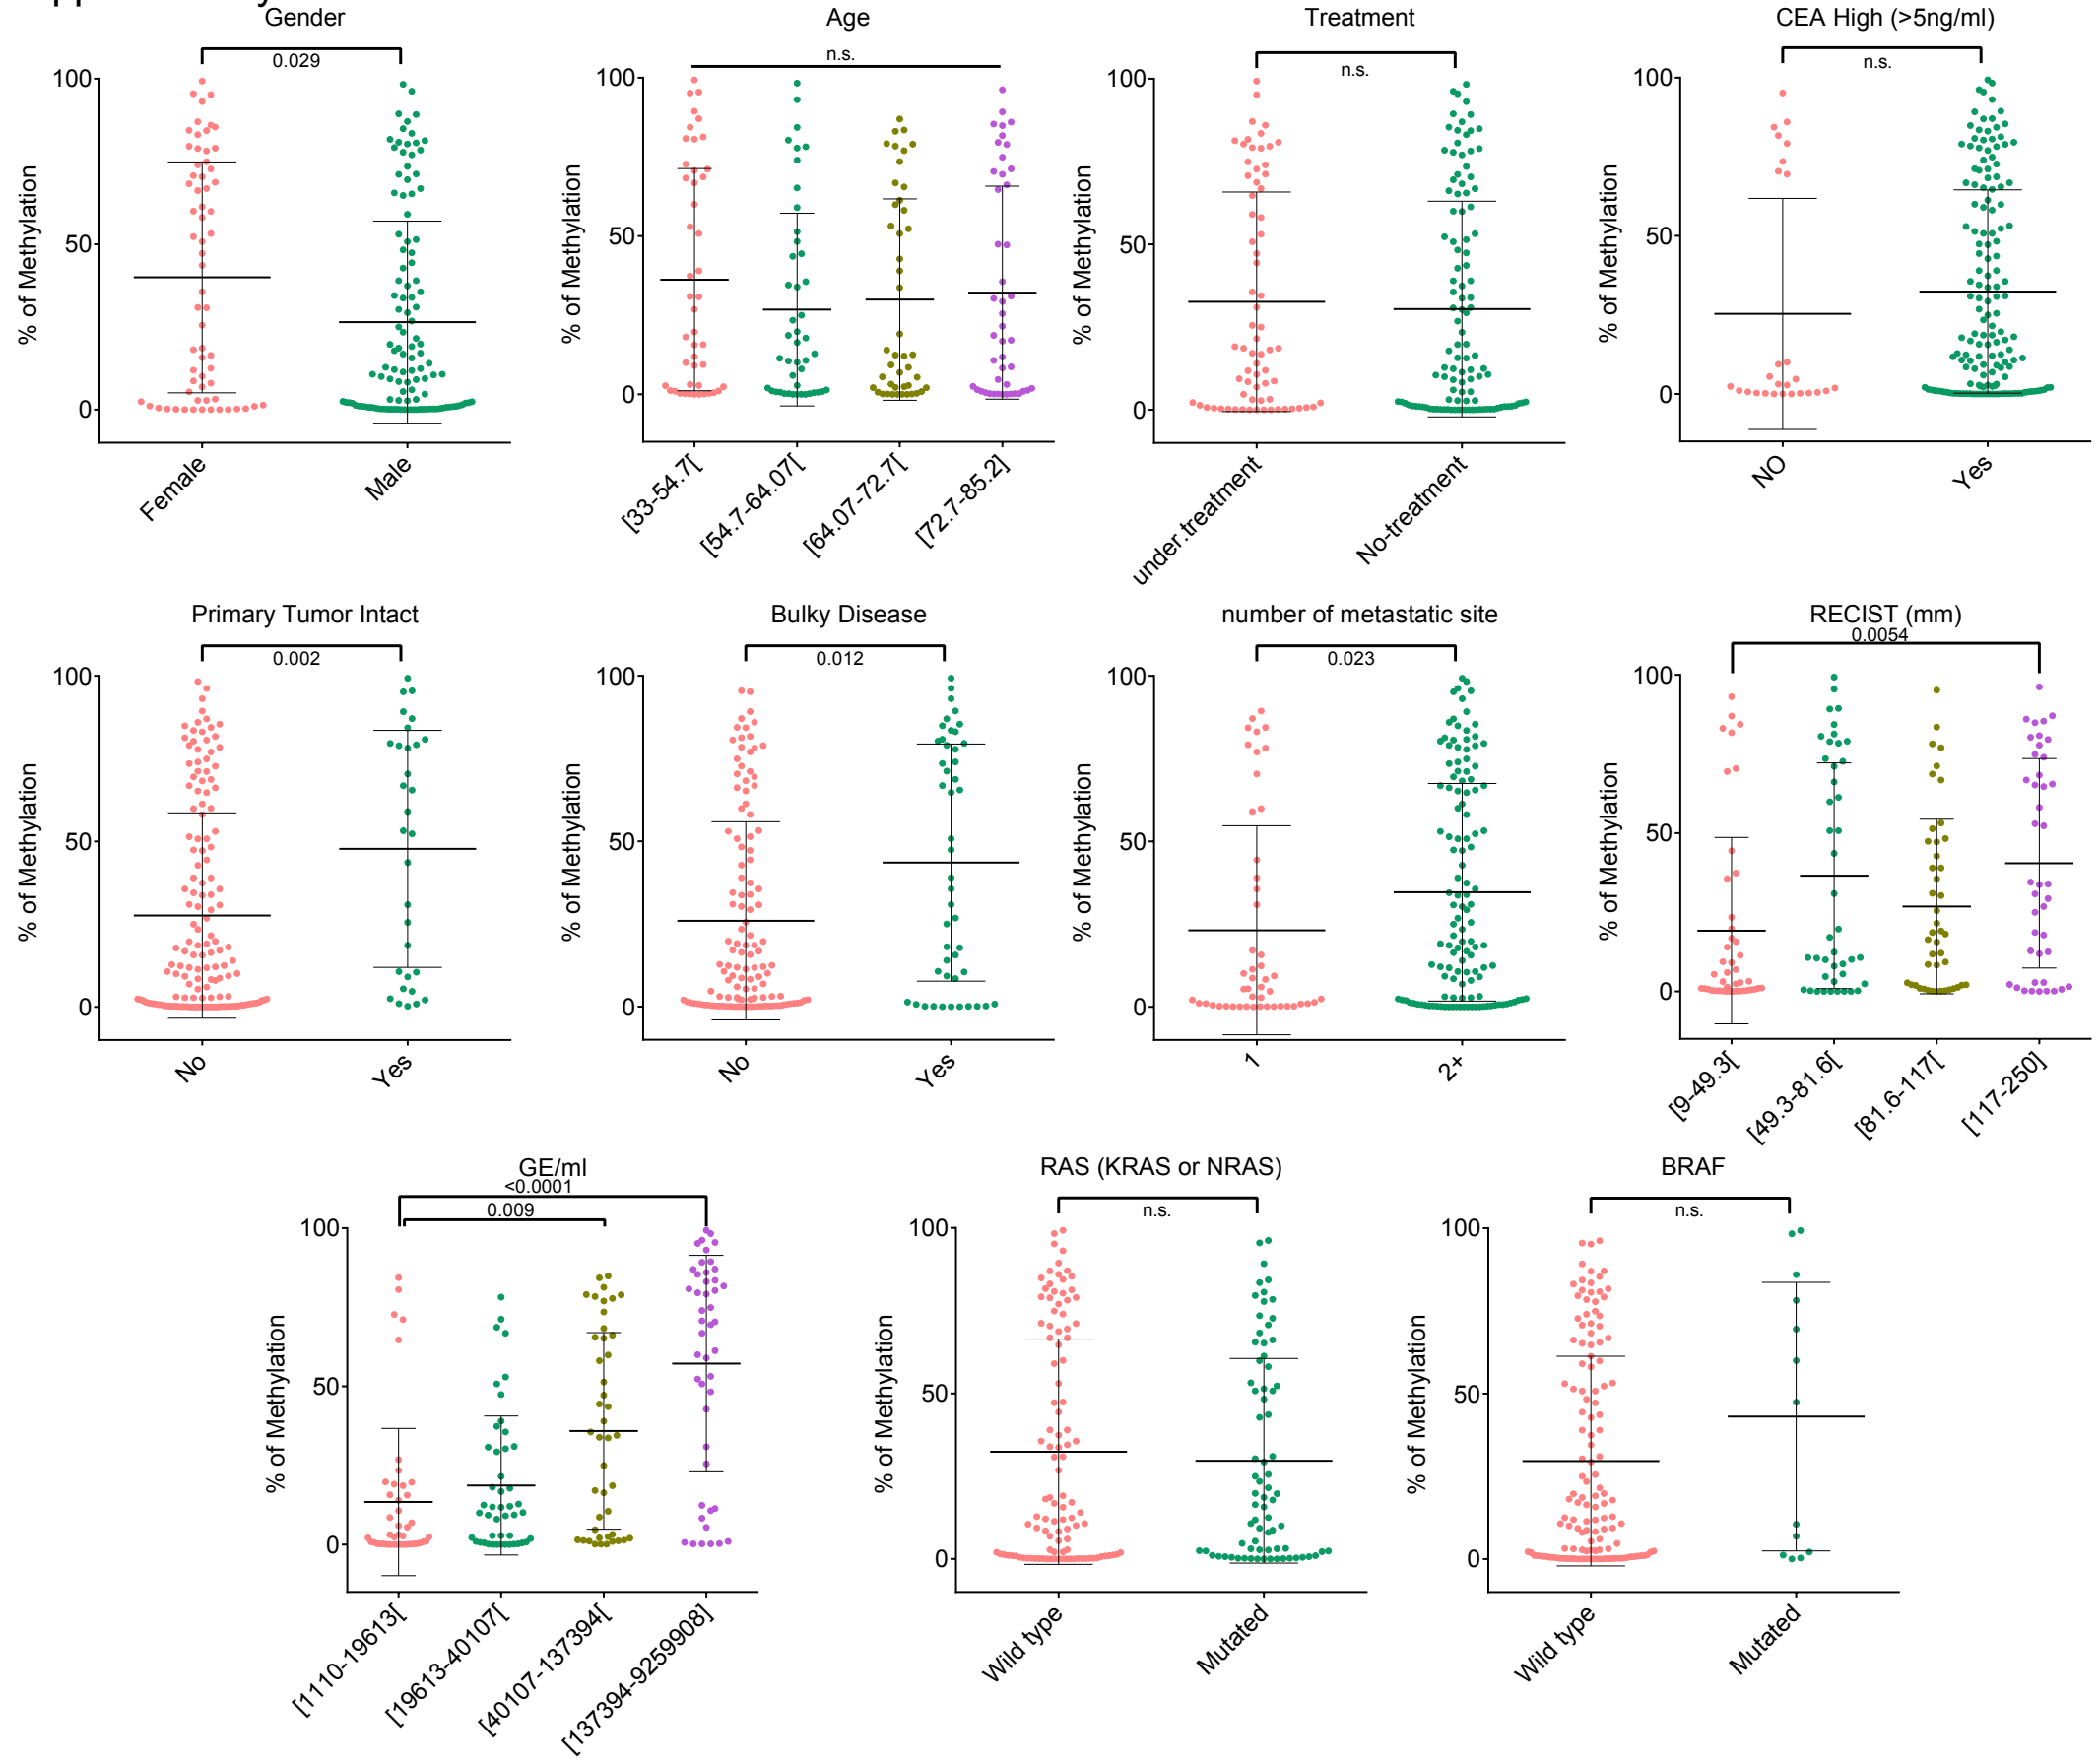 Gender
0.029
100
50
0
% of Methylation
Female
Male
Age
n.s.
100
50
0
% of Methylation
[33-54.7[
[54.7-64.07[
[64.07-72.7[
[72.7-85.2]
Treatment
n.s.
100
50
0
% of Methylation
under.treatment
No-treatment
CEA High (>5ng/ml)
n.s.
100
50
0
% of Methylation
NO
Yes
Primary Tumor Intact
0.002
100
50
0
% of Methylation
No
Yes
Bulky Disease
0.012
100
50
0
% of Methylation
No
Yes
number of metastatic site
0.023
100
50
0
% of Methylation
1
2+
RECIST (mm)
0.0054
100
50
0
% of Methylation
[9-49.3[
[49.3-81.6[
[81.6-117[
[117-250]
GE/ml
<0.0001
0.009
100
50
0
% of Methylation
[1110-19613[
[19613-40107[
[40107-137394[
[137394-9259908]
RAS (KRAS or NRAS)
n.s.
100
50
0
% of Methylation
Wild type
Mutated
BRAF
n.s.
100
50
0
% of Methylation
Wild type
Mutated